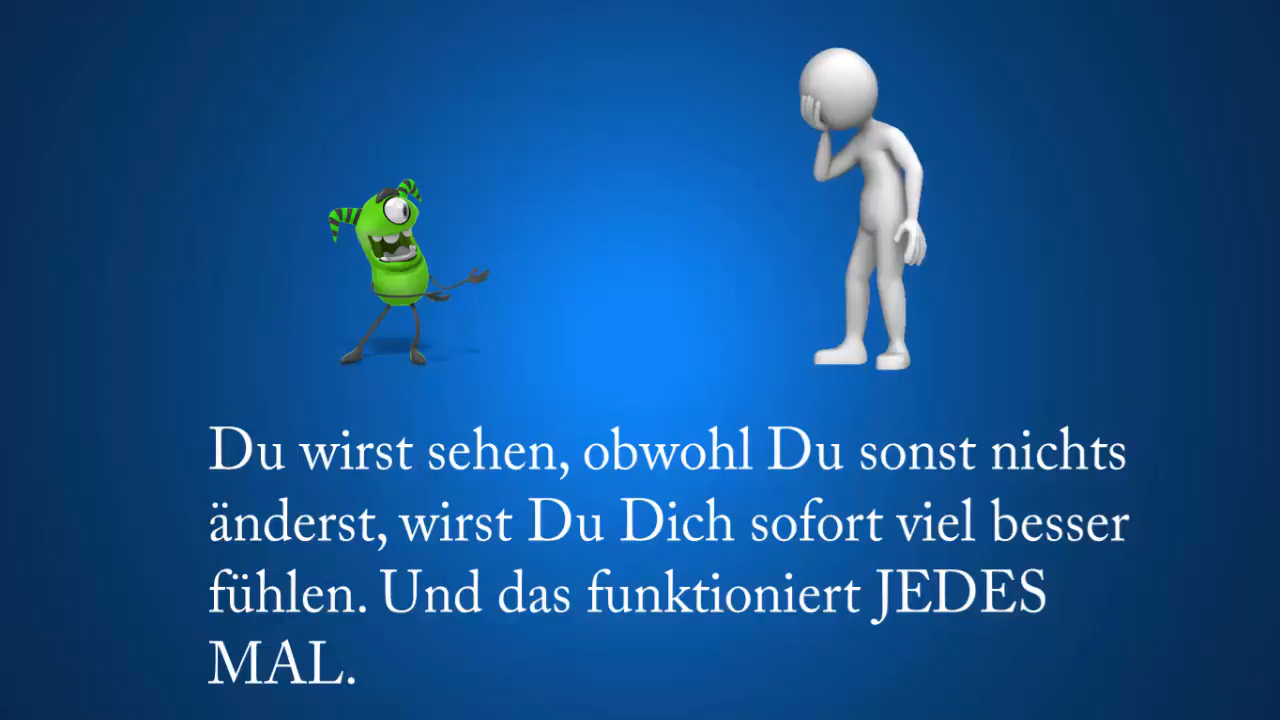 Du wirst sehen, obwohl Du sonst nichts
änderst, wirst Du Dich sofort viel besser
fühlen. Und das funktioniert JEDES
MAL.